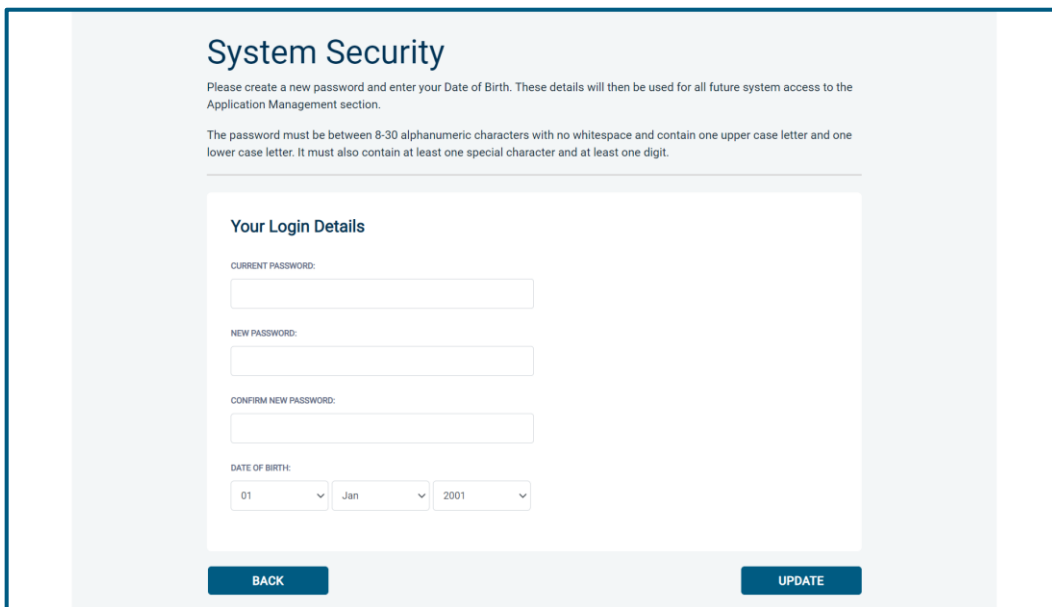 System Security
Please create a new password and enter your Date of Birth. These details will then be used for all future system access to the
Application Management section.
The password must be between 8-30 alphanumeric characters with no whitespace and contain one upper case letter and one
lower case letter. It must also contain at least one special character and at least one digit.
Your Login Details
CURRENT PASSWORD:
NEW PASSWORD:
CONFIRM NEW PASSWORD:
DATE OF BIRTH:
01 Jan 2001
BACK UPDATE